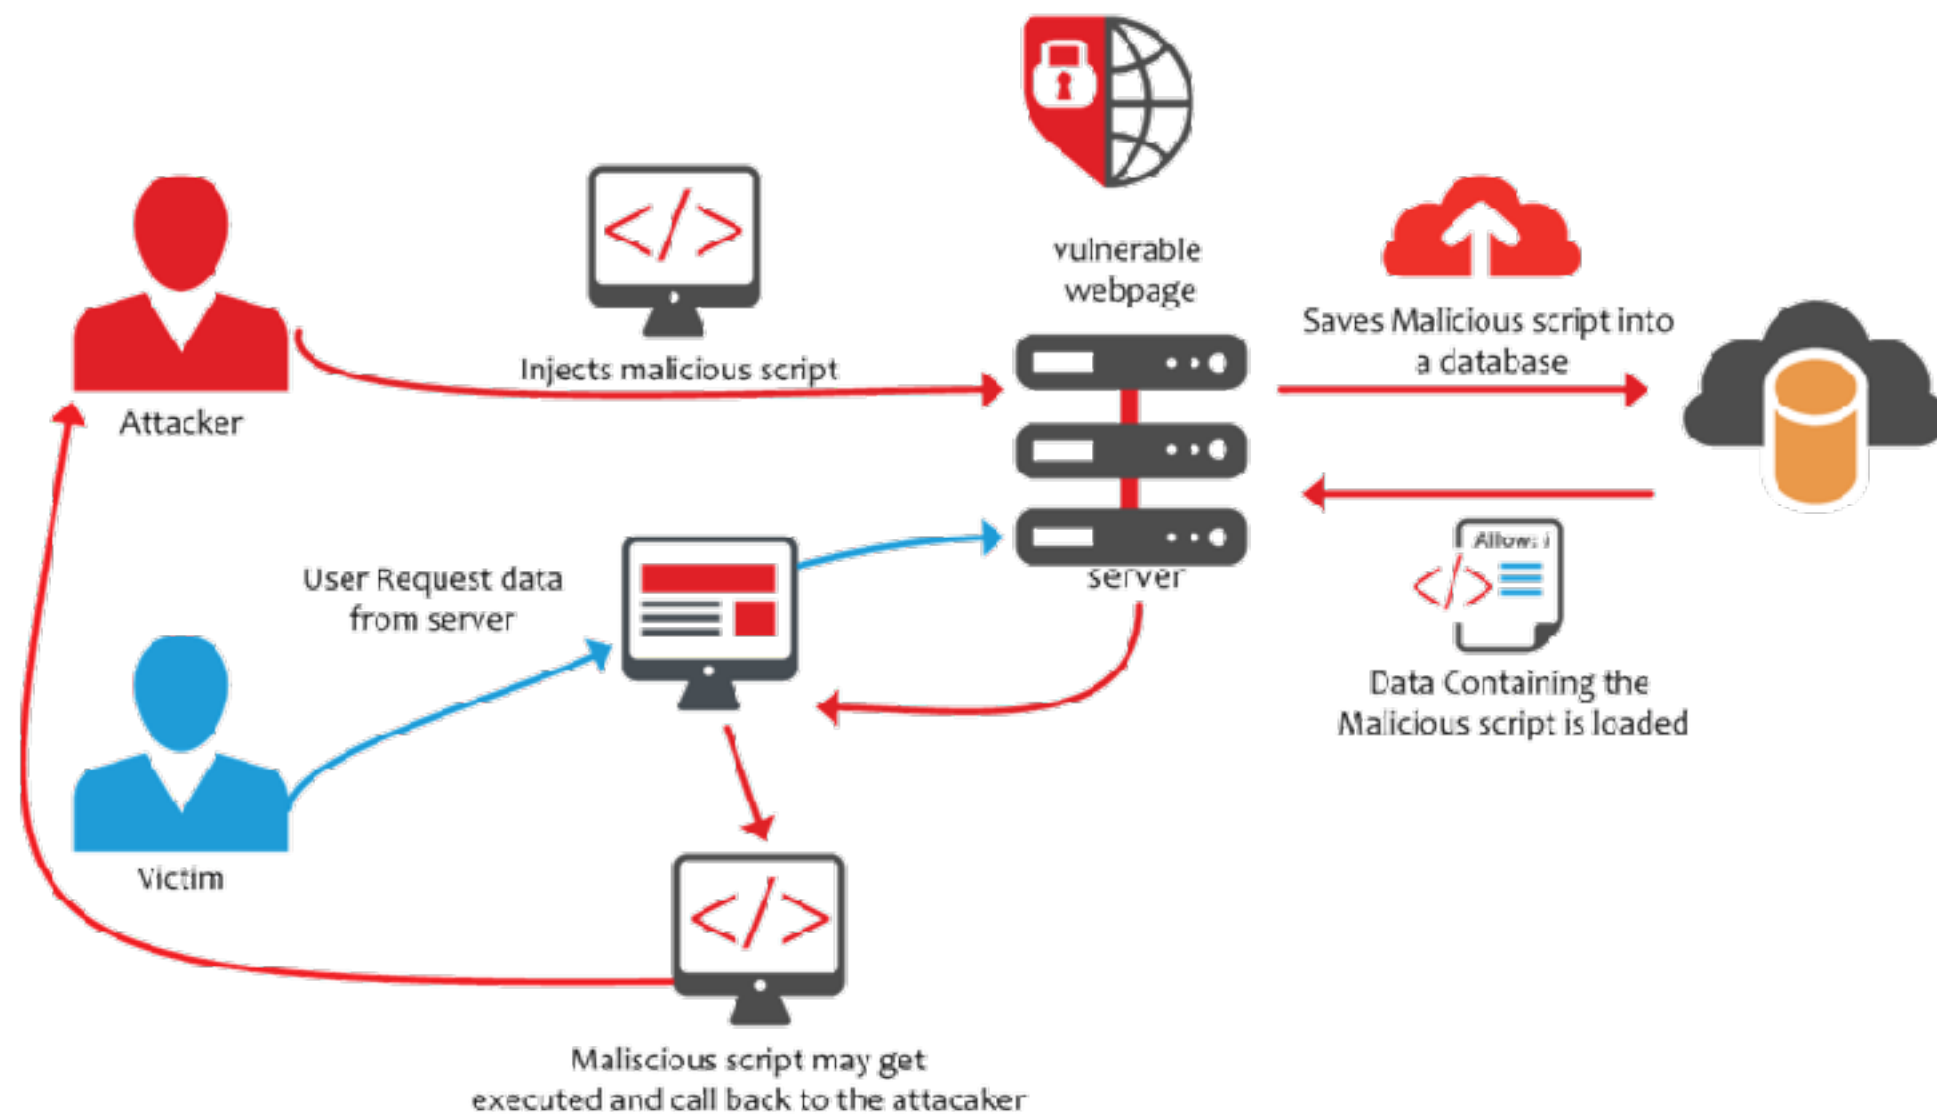 vulnerable
webpage
Saves Malicious script into
a database
Injects malicious script
Attacker
User Request data
from server
server
Data Containing the
Malicious script is loaded
Victim
Maliscious script may get
executed and call back to the attacaker